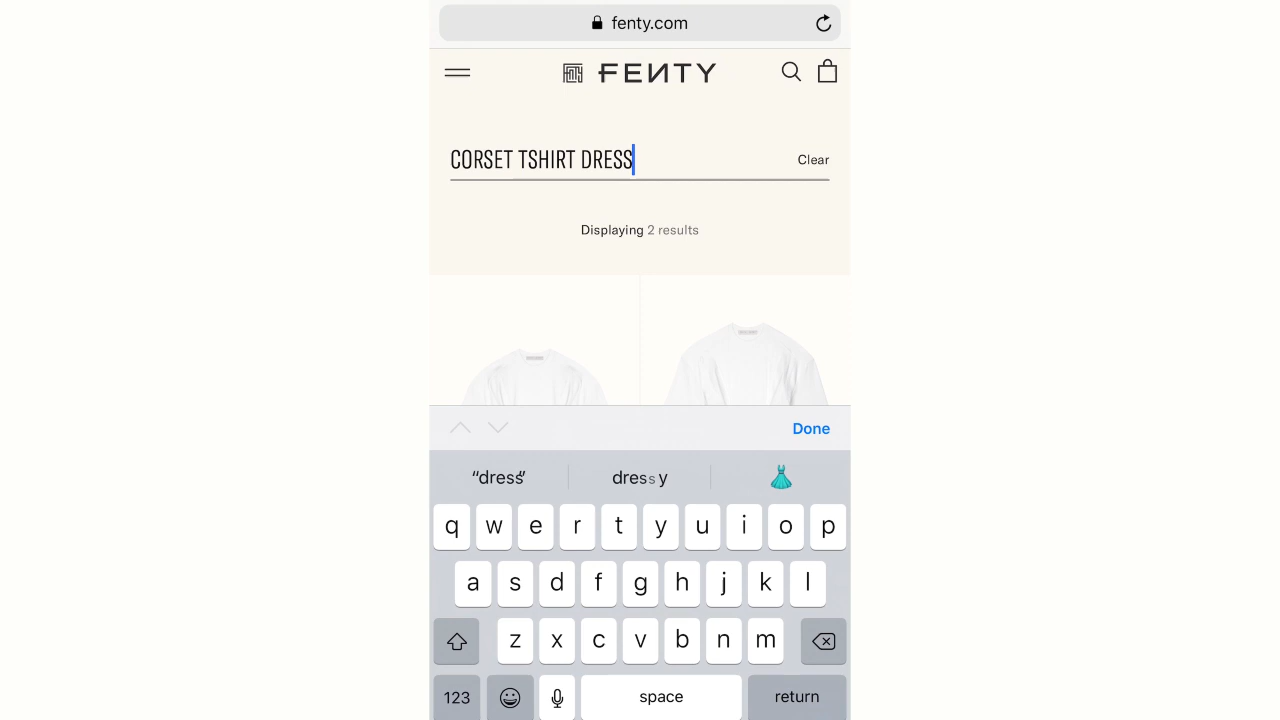 fenty.com
FENTY
CORSET TSHIRT DRESS
Clear
Displaying 2 results
Done
“dress” dressy
q w e r t y u i o p
a s d f g h j k l
z x c v b n m
123 space return